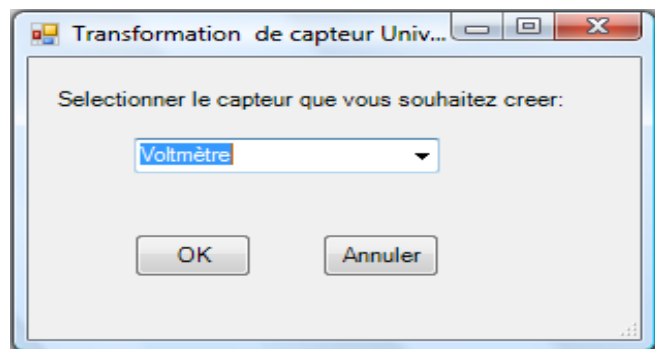 Transformation de capteur Univ...
Selectionner le capteur que vous souhaitez creer:
Voltmètre
OK
Annuler